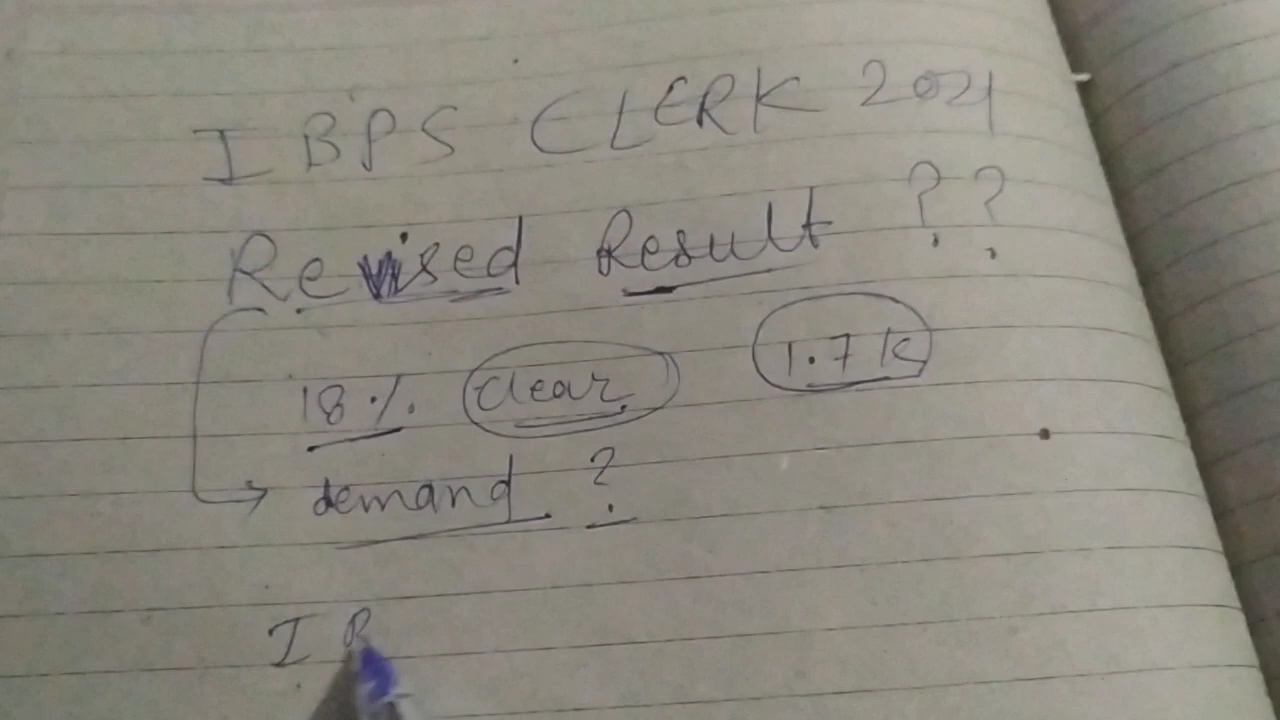 IBPS CLERK 2021
Revised Result ??
1.7K
18% clear
demand ?
I B